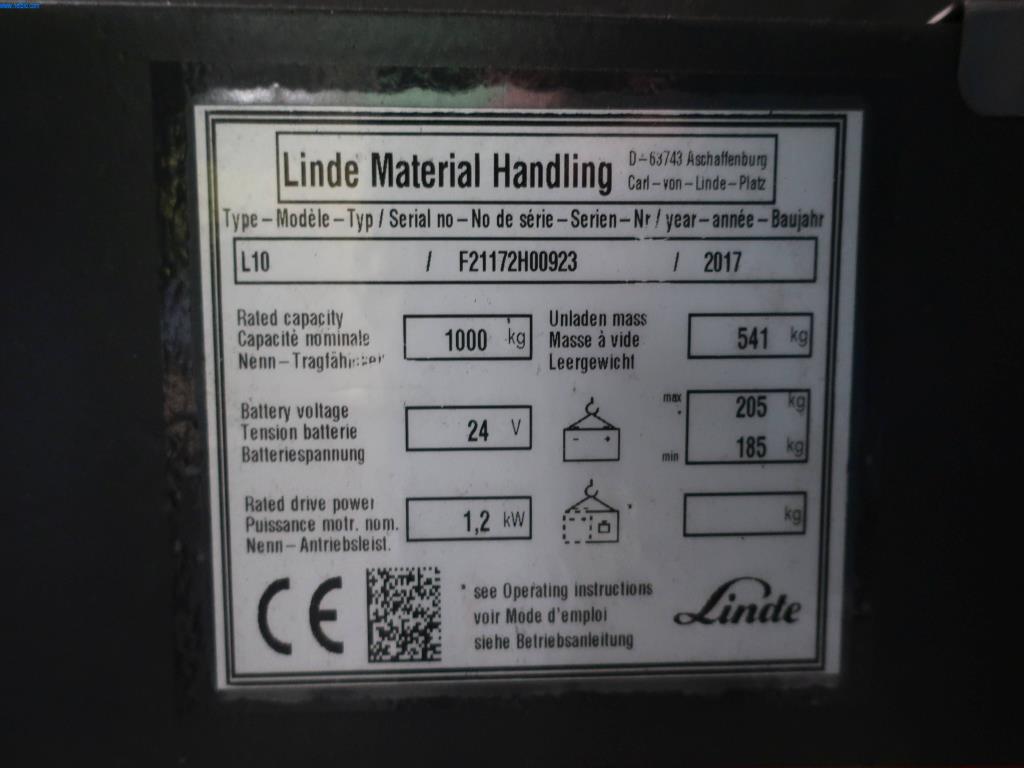 www.netbid.com
Linde Material Handling
D-63743 Aschaffenburg
Carl-von-Linde-Platz
Type-Modèle-Typ / Serial no-No de série-Serien-Nr / year-année-Baujahr
L10 / F21172H00923 / 2017
Rated capacity
Capacité nominale
1000 kg
Unladen mass
Masse à vide
Leergewicht
541 kg
Battery voltage
Tension batterie
Batteriespannung
24 V
- +
max * 205 kg
min 185 kg
Rated drive power
Puissance motr. nom.
Nenn-Antriebsleist.
1,2 kW
*
kg
CE
* see Operating instructions
voir Mode d'emploi
siehe Betriebsanleitung
Linde